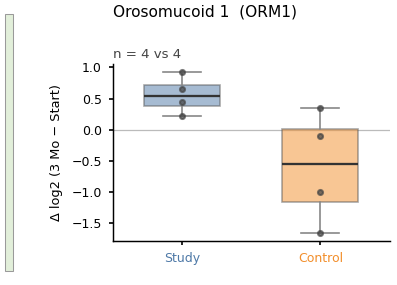 Orosomucoid 1  (ORM1)
n = 4 vs 4
Δ log2 (3 Mo − Start)
1.0
0.5
0.0
−0.5
−1.0
−1.5
Study
Control